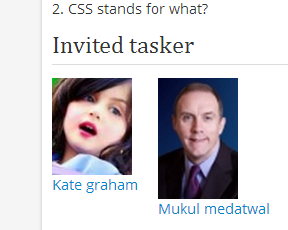 2. CSS stands for what?
Invited tasker
Kate graham
Mukul medatwal